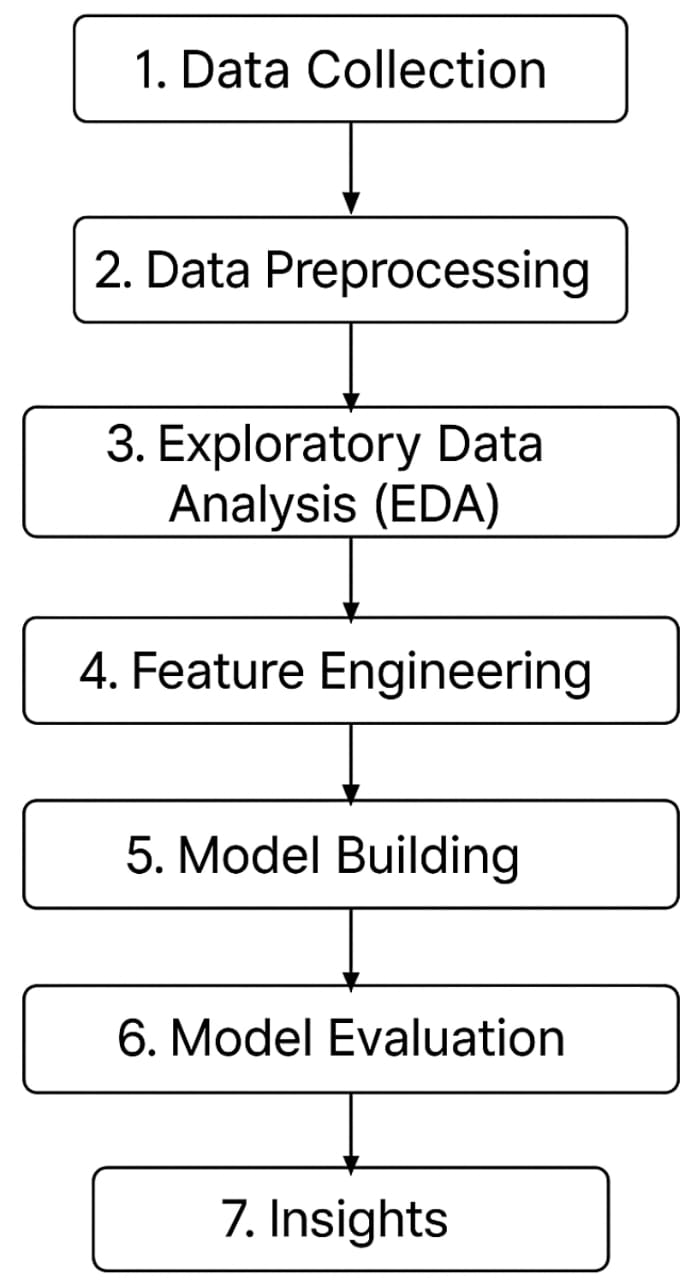 1. Data Collection
2. Data Preprocessing
3. Exploratory Data
Analysis (EDA)
4. Feature Engineering
5. Model Building
6. Model Evaluation
7. Insights